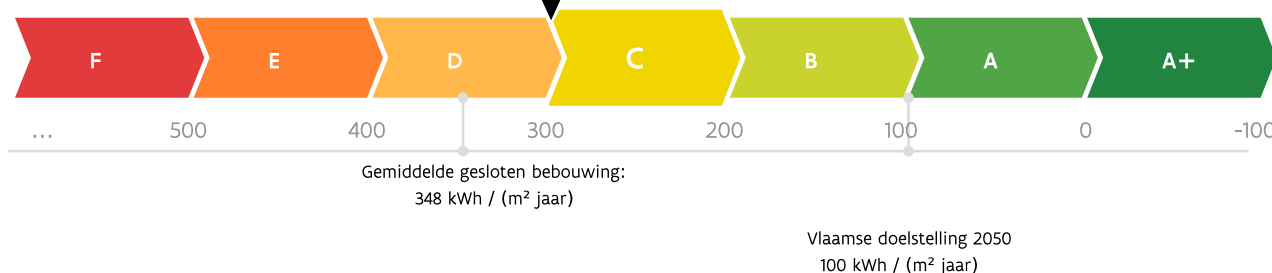 F E D C B A A+
... 500 400 300 200 100 0 -100
Gemiddelde gesloten bebouwing:
348 kWh / (m² jaar)
Vlaamse doelstelling 2050
100 kWh / (m² jaar)